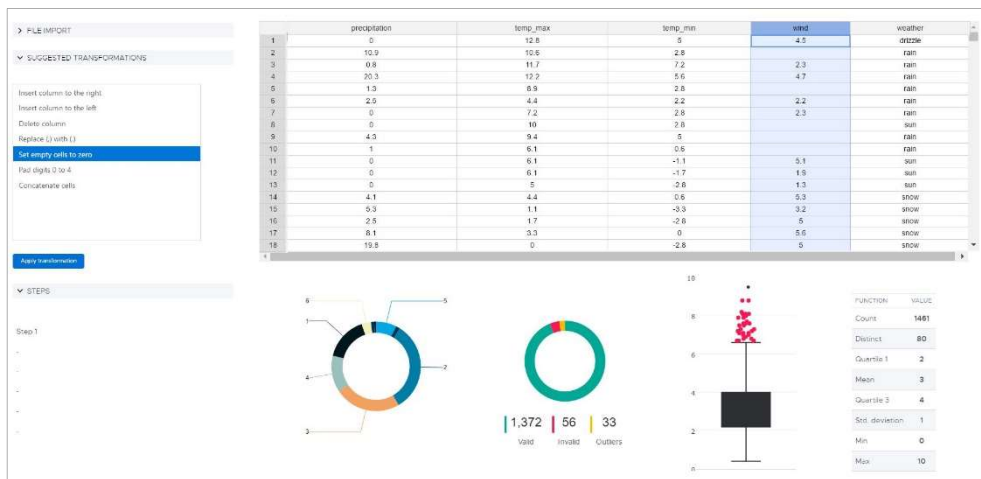 FILE IMPORT
SUGGESTED TRANSFORMATIONS
Insert column to the right
Insert column to the left
Delete column
Replace (,) with (.)
Set empty cells to zero
Pad digits 0 to 4
Concatenate cells
Apply transformation
STEPS
Step 1
-
-
-
-
-
precipitation temp_max temp_min wind weather
1 0 12.8 5 4.5 drizzle
2 10.9 10.6 2.8 rain
3 0.8 11.7 7.2 2.3 rain
4 20.3 12.2 5.6 4.7 rain
5 1.3 8.9 2.8 rain
6 2.5 4.4 2.2 2.2 rain
7 0 7.2 2.8 2.3 rain
8 0 10 2.8 sun
9 4.3 9.4 5 rain
10 1 6.1 0.6 rain
11 0 6.1 -1.1 5.1 sun
12 0 6.1 -1.7 1.9 sun
13 0 5 -2.8 1.3 sun
14 4.1 4.4 0.6 5.3 snow
15 5.3 1.1 -3.3 3.2 snow
16 2.5 1.7 -2.8 5 snow
17 8.1 3.3 0 5.6 snow
18 19.8 0 -2.8 5 snow
6 5
1
2
4
3
1,372 56 33
Valid Invalid Outliers
10
8
6
4
2
0
FUNCTION VALUE
Count 1461
Distinct 80
Quartile 1 2
Mean 3
Quartile 3 4
Std. deviation 1
Min 0
Max 10